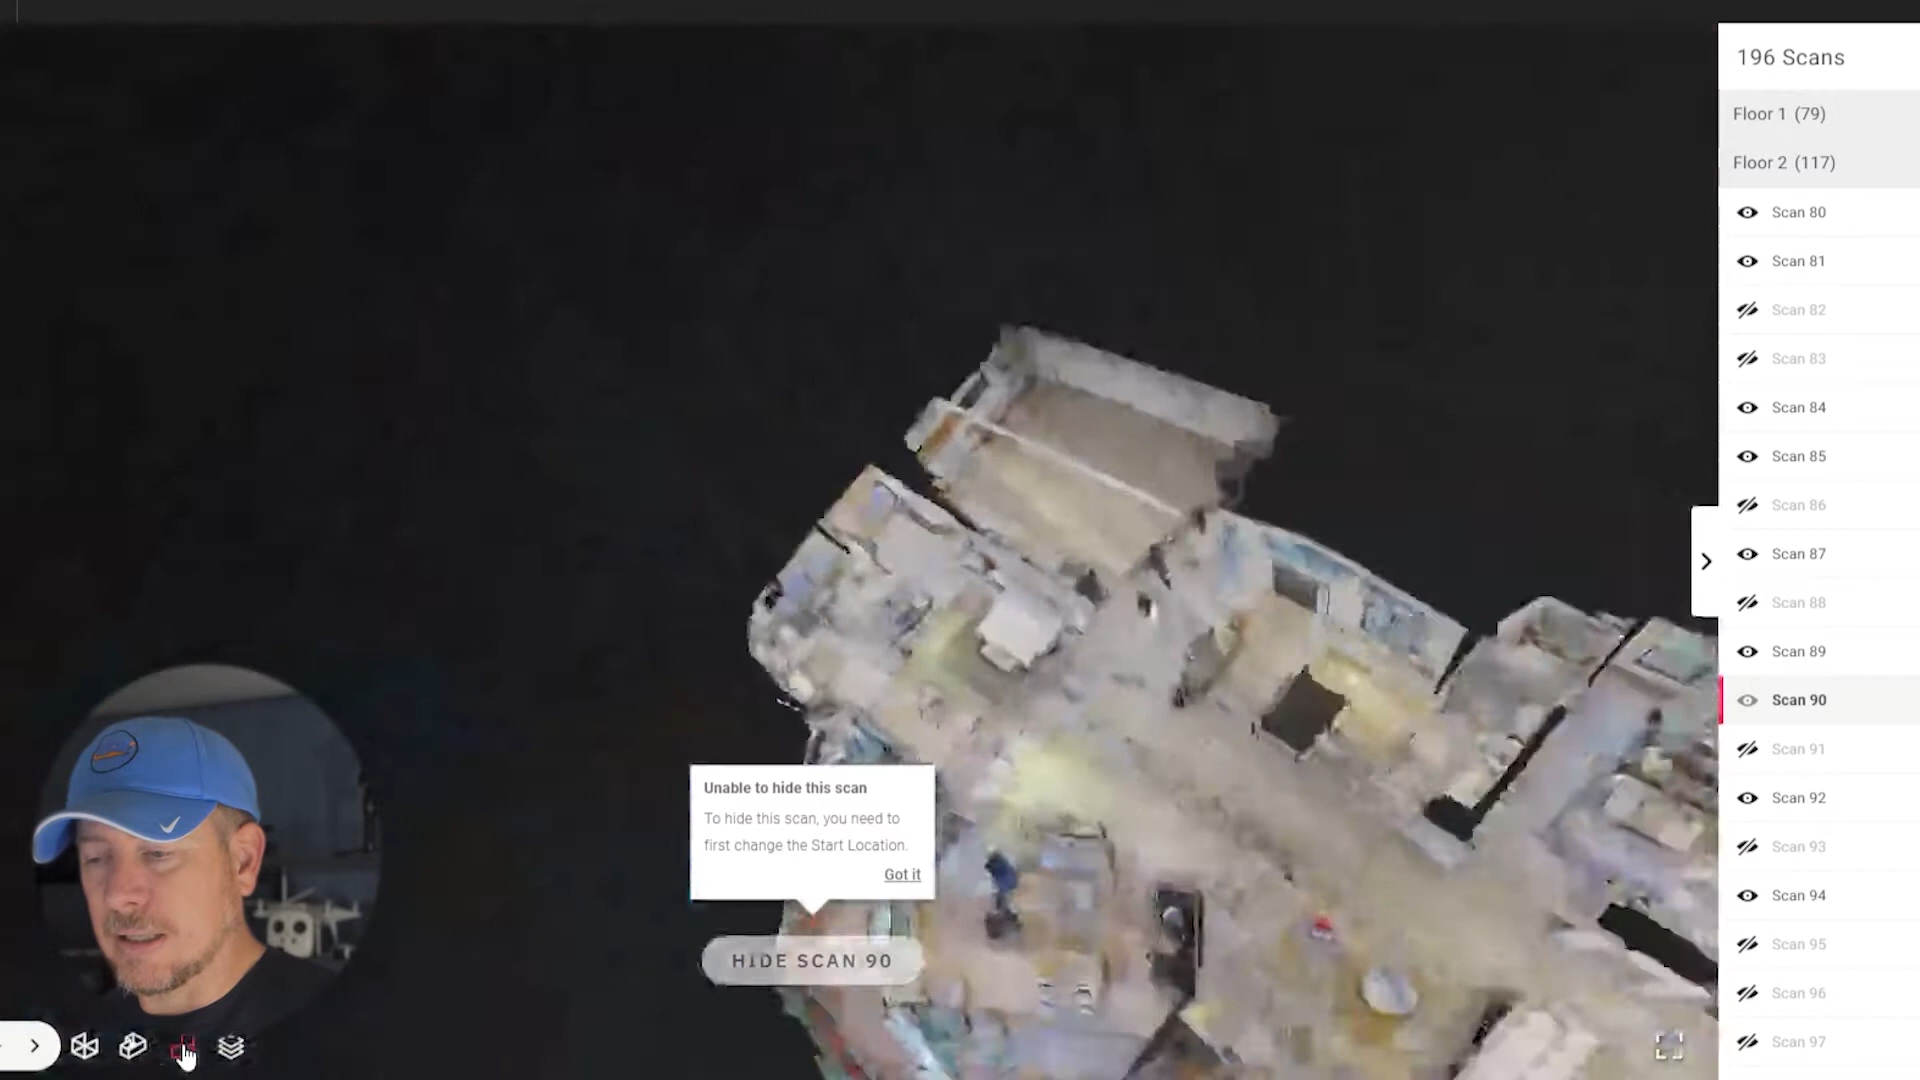 196 Scans
Floor 1 (79)
Floor 2 (117)
Scan 80
Scan 81
Scan 82
Scan 83
Scan 84
Scan 85
Scan 86
Scan 87
Scan 88
Scan 89
Scan 90
Scan 91
Scan 92
Scan 93
Scan 94
Scan 95
Scan 96
Scan 97
Unable to hide this scan
To hide this scan, you need to
first change the Start Location.
Got it
HIDE SCAN 90